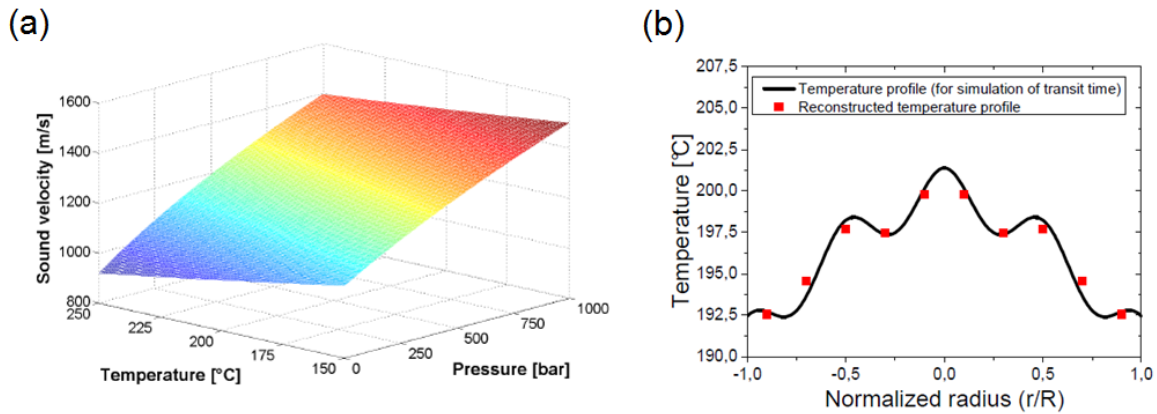 (a)
1600
1400
1200
1000
800
Sound velocity [m/s]
250
225
200
175
150
Temperature [°C]
0
250
500
750
1000
Pressure [bar]
(b)
207,5
205,0
202,5
200,0
197,5
195,0
192,5
190,0
Temperature [°C]
Temperature profile (for simulation of transit time)
Reconstructed temperature profile
-1,0 -0,5 0,0 0,5 1,0
Normalized radius (r/R)